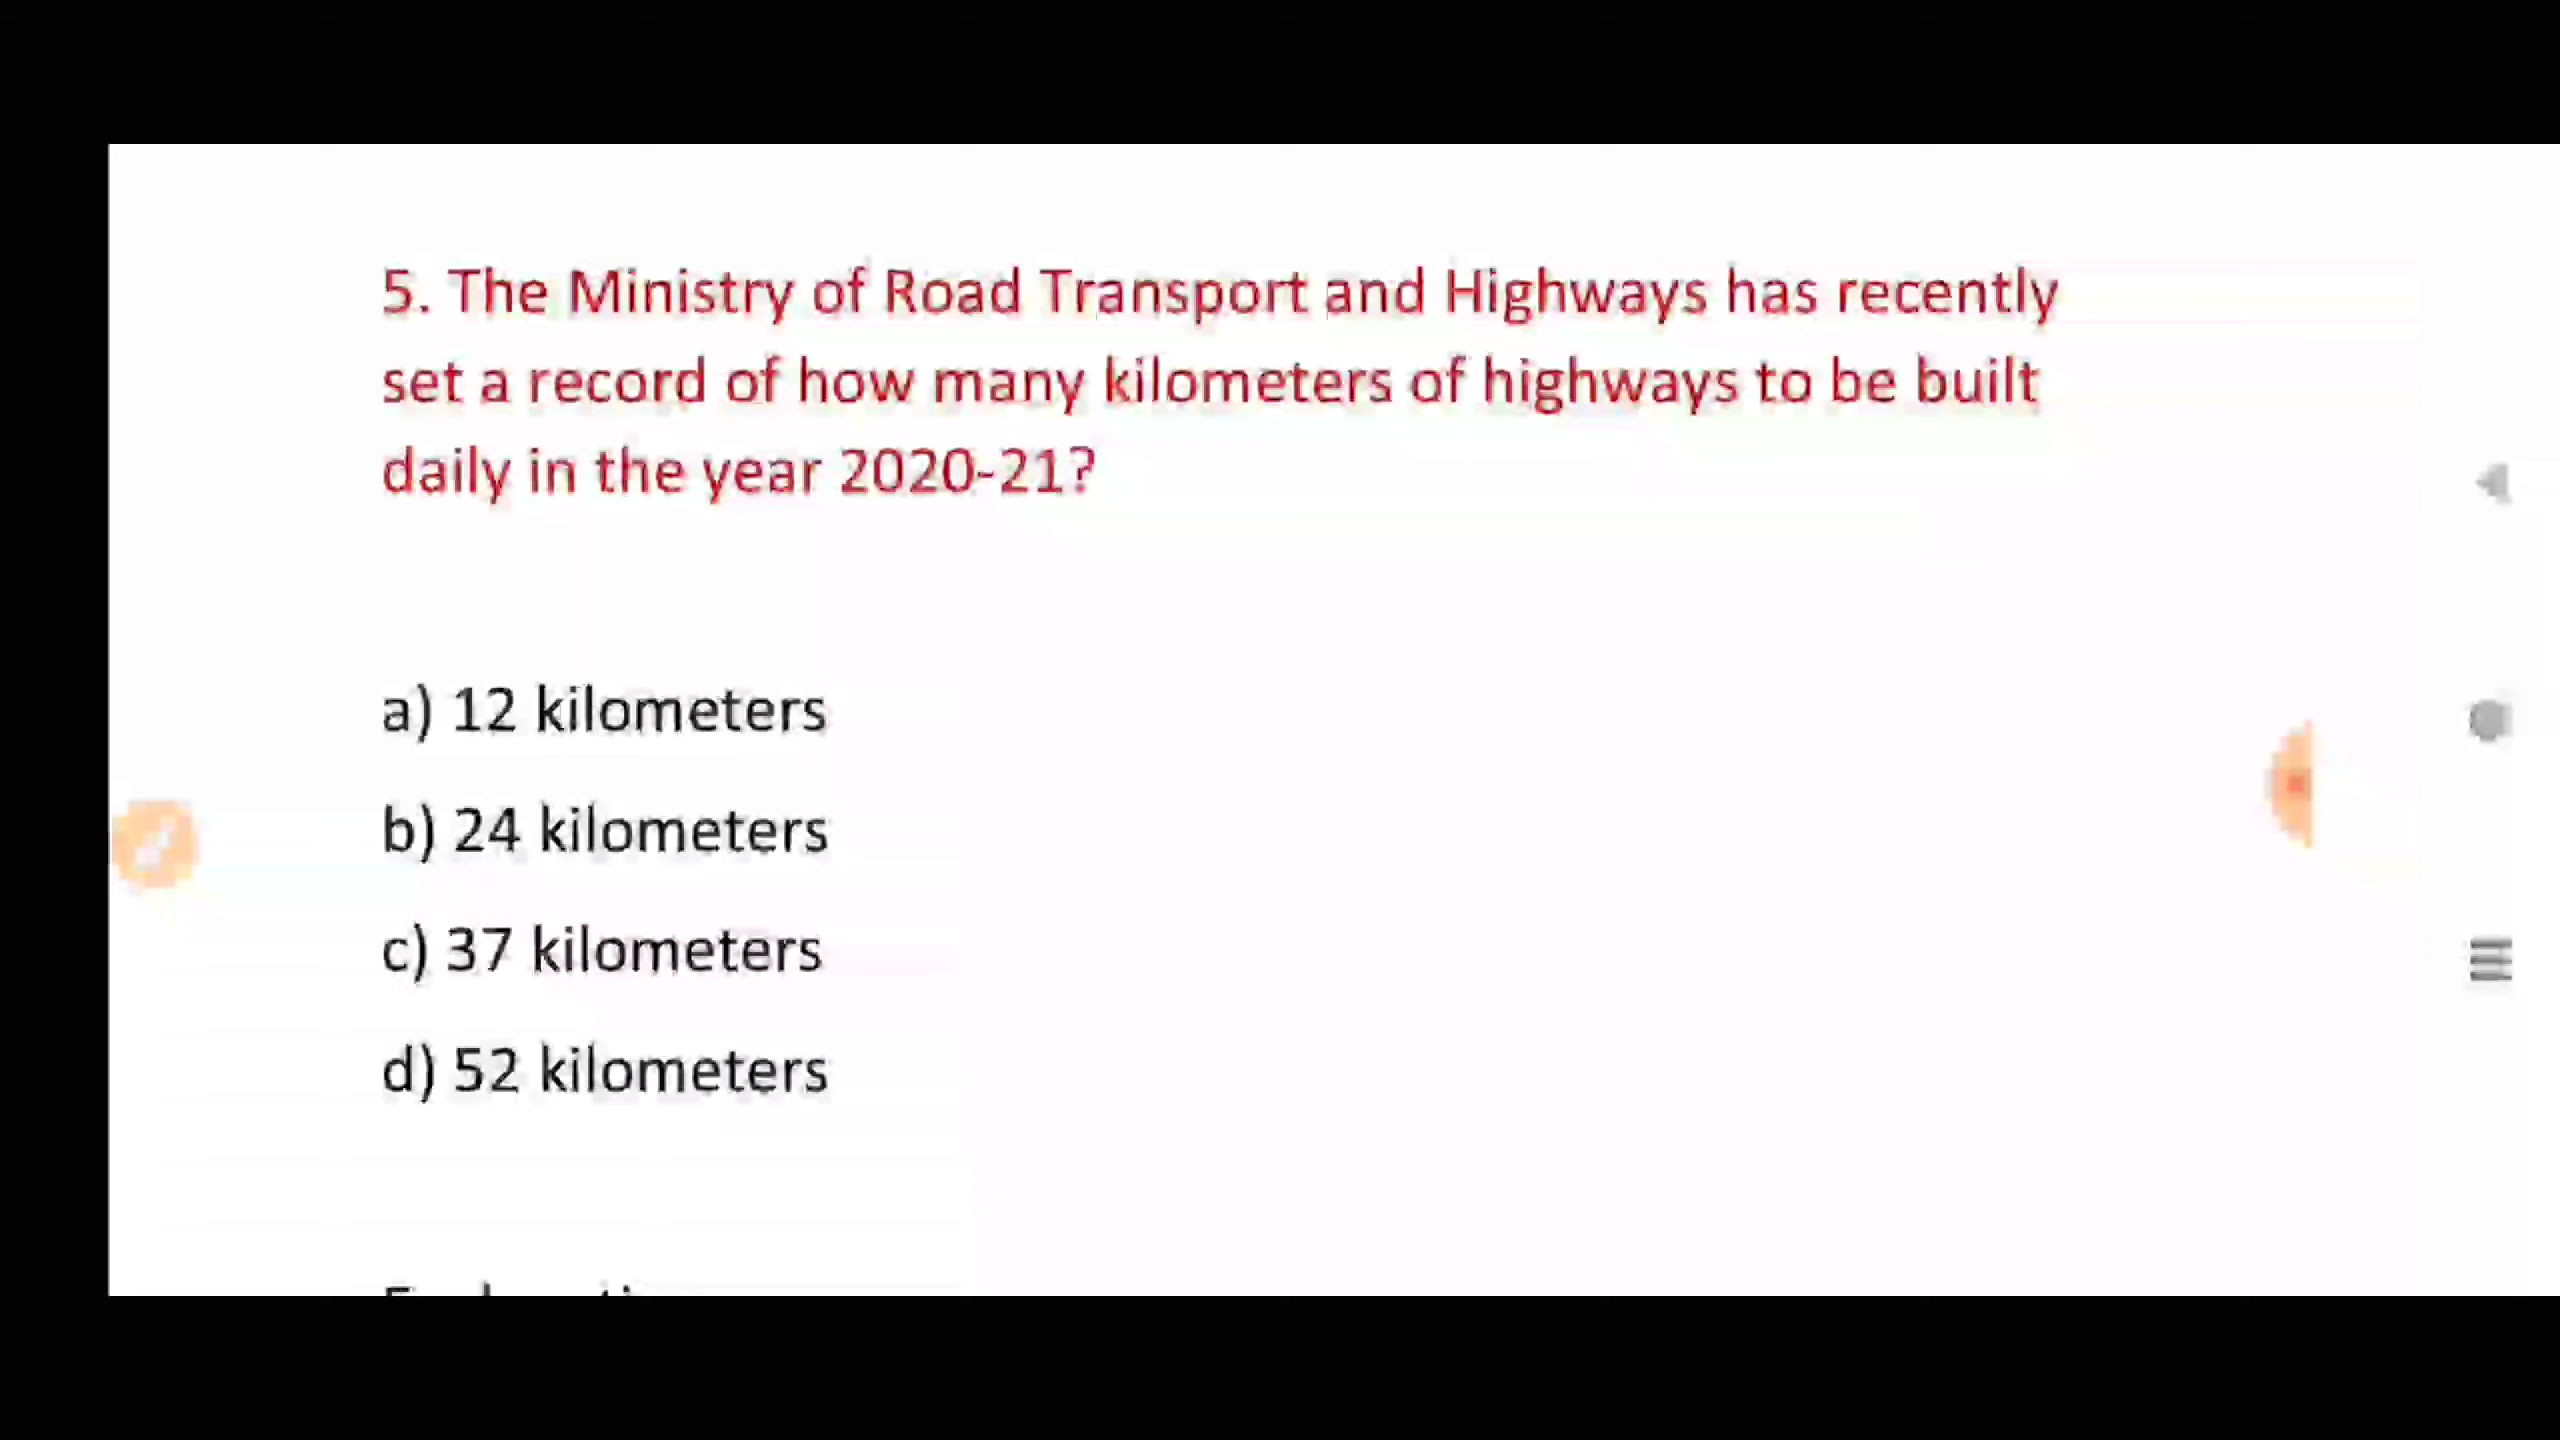 5. The Ministry of Road Transport and Highways has recently
set a record of how many kilometers of highways to be built
daily in the year 2020-21?
a) 12 kilometers
b) 24 kilometers
c) 37 kilometers
d) 52 kilometers